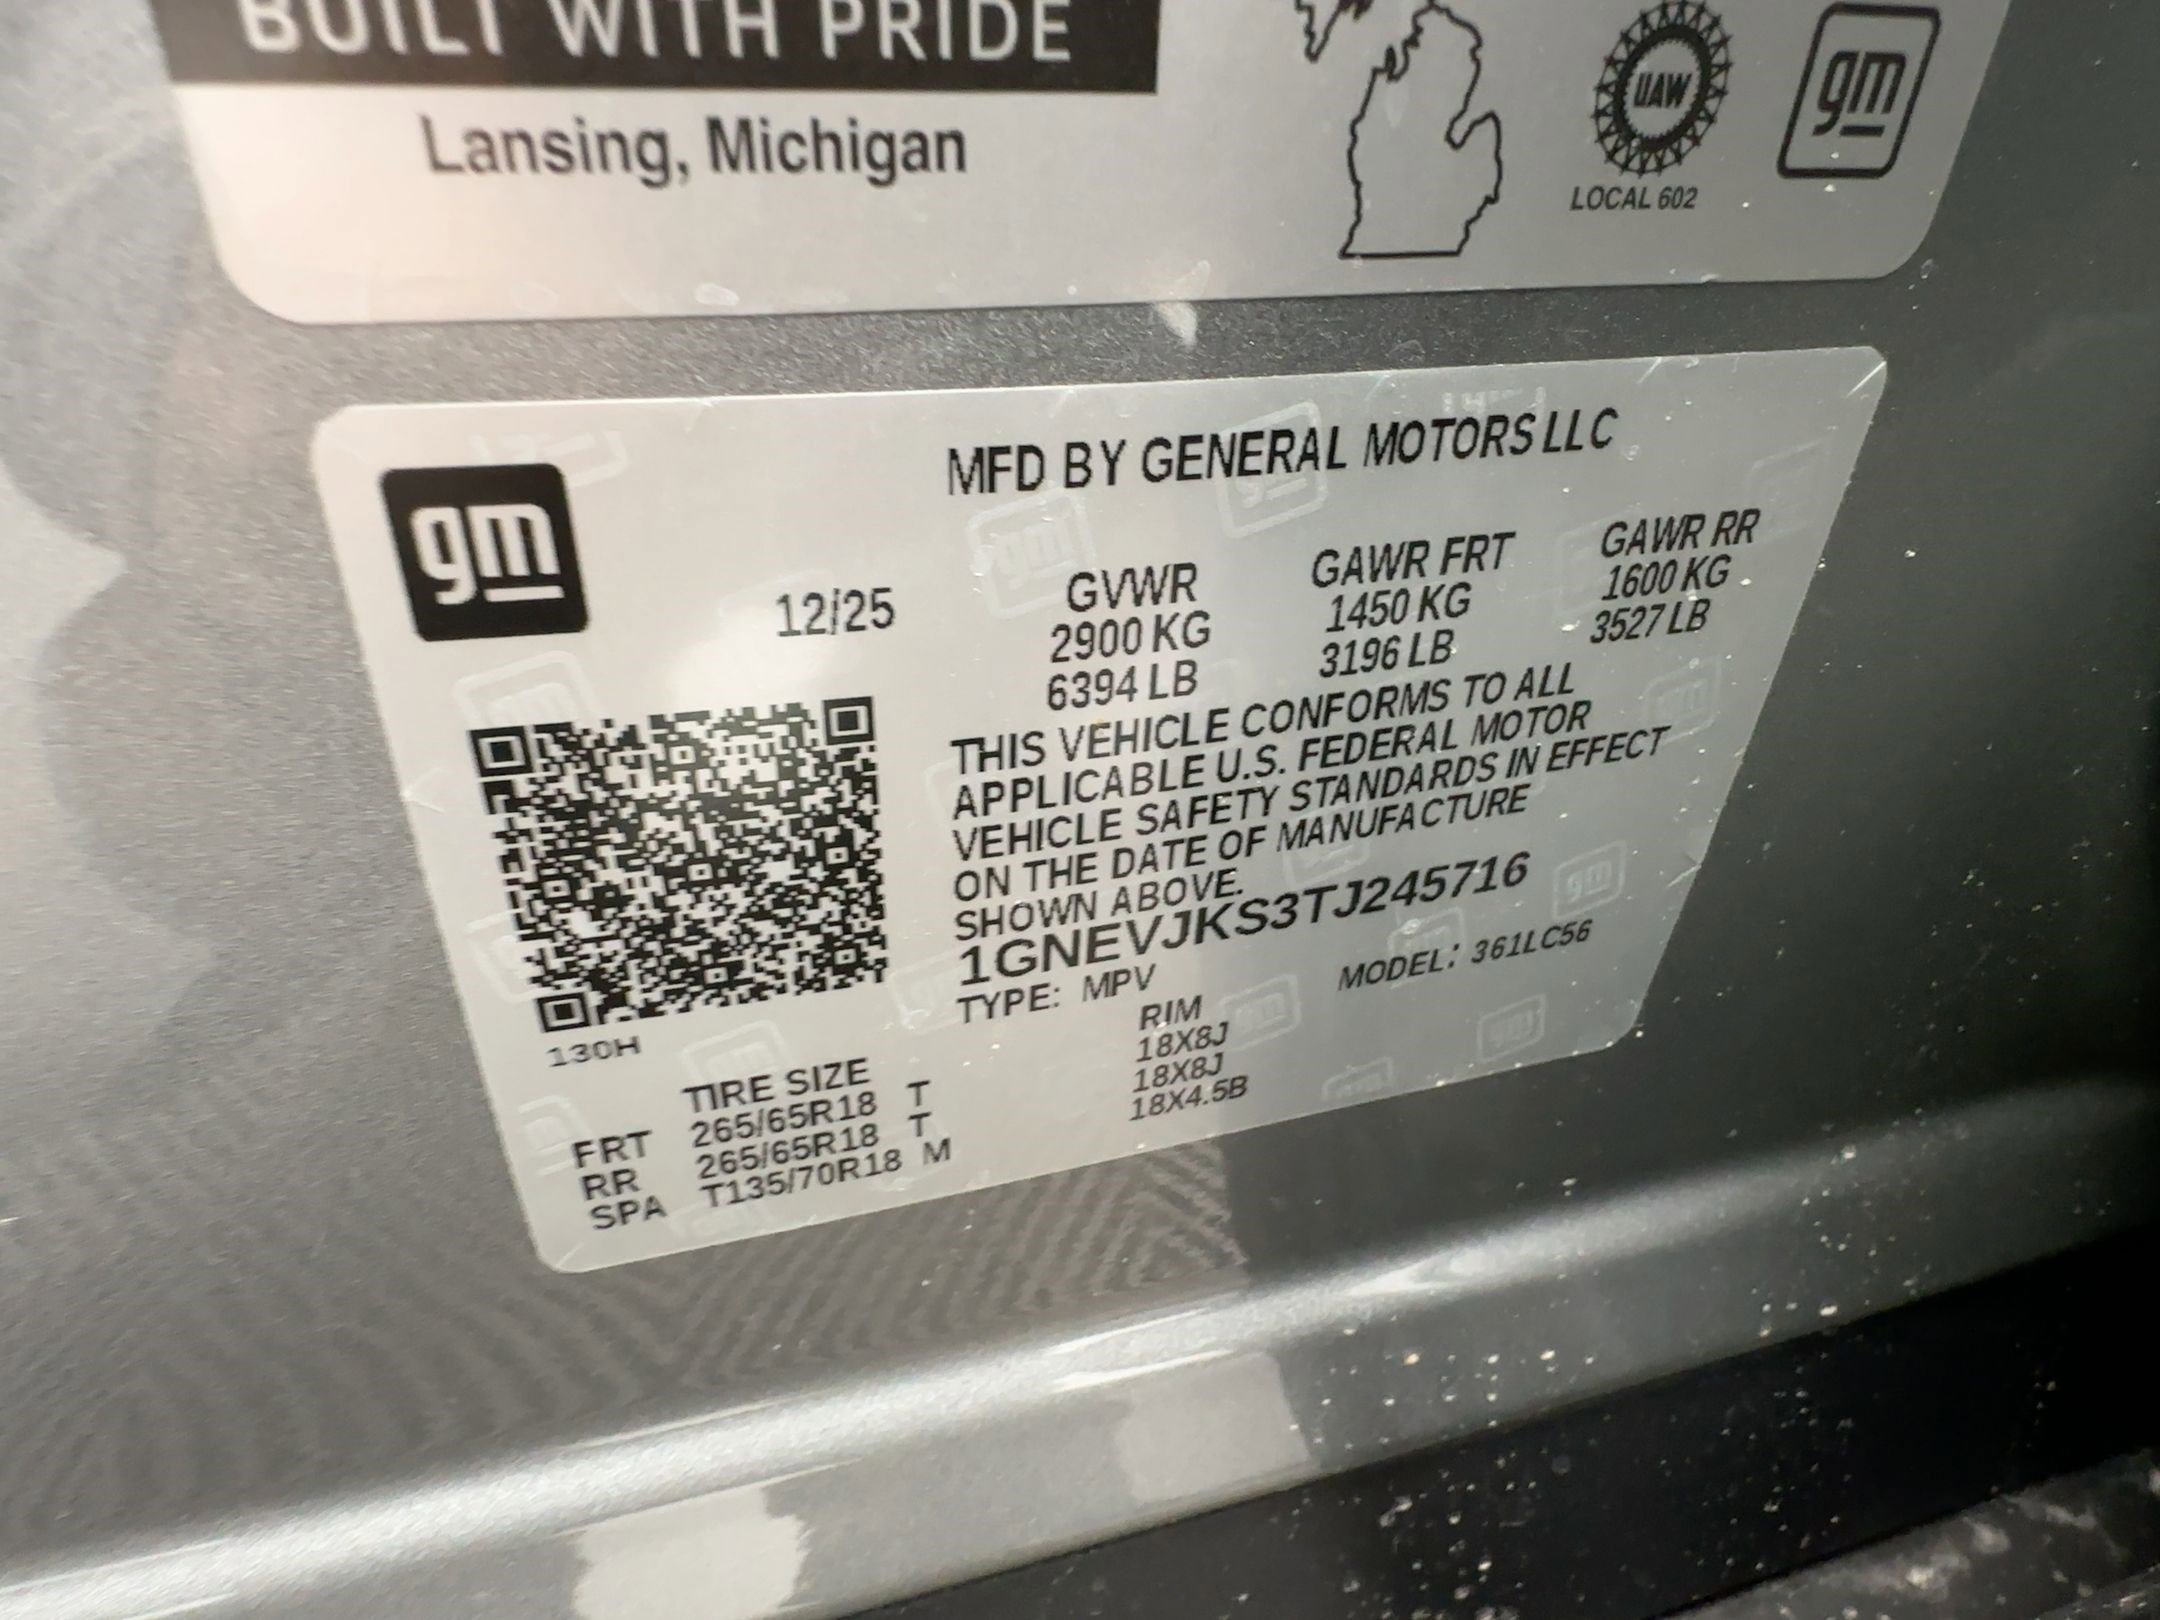 BUILT WITH PRIDE
Lansing, Michigan
UAW
LOCAL 602
gm
gm
MFD BY GENERAL MOTORS LLC
12/25
GVWR GAWR FRT GAWR RR
2900 KG 1450 KG 1600 KG
6394 LB 3196 LB 3527 LB
THIS VEHICLE CONFORMS TO ALL
APPLICABLE U.S. FEDERAL MOTOR
VEHICLE SAFETY STANDARDS IN EFFECT
ON THE DATE OF MANUFACTURE
SHOWN ABOVE.
1GNEVJKS3TJ245716
TYPE: MPV MODEL: 361LC56
130H
TIRE SIZE RIM
FRT 265/65R18 T 18X8J
RR 265/65R18 T 18X8J
SPA T135/70R18 M 18X4.5B